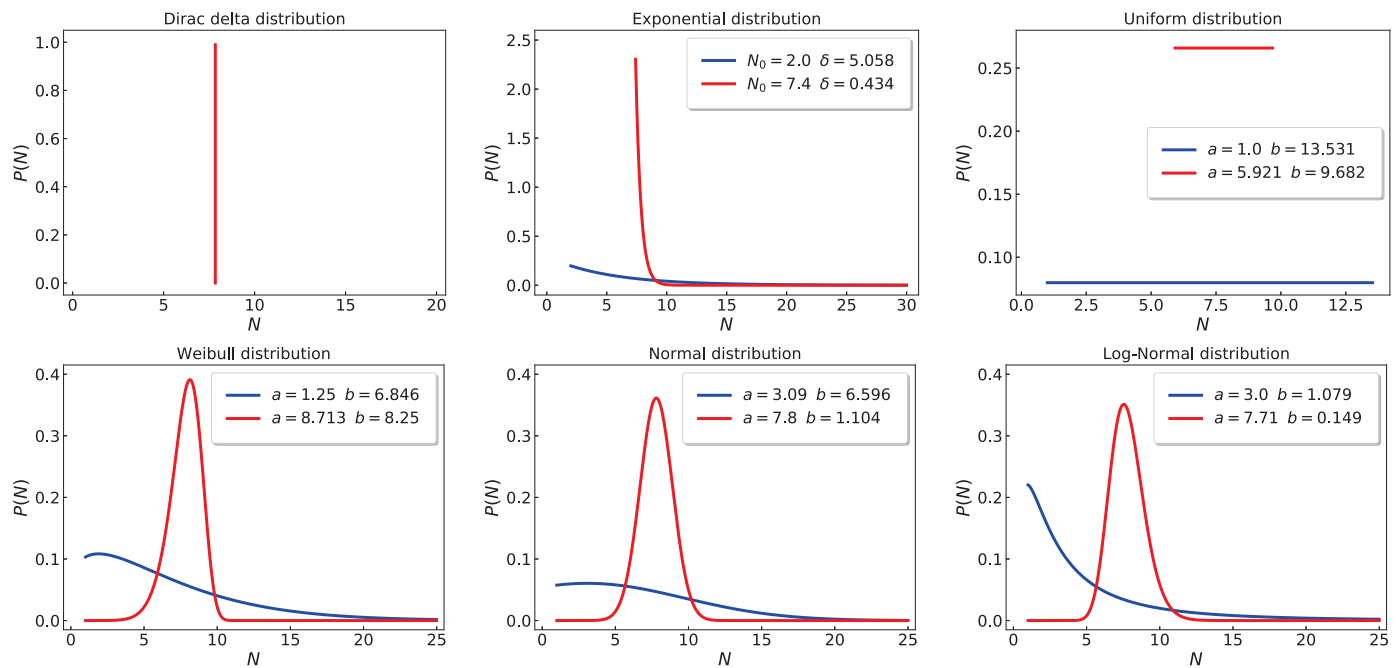 Dirac delta distribution
P(N)
1.0
0.8
0.6
0.4
0.2
0.0
0 5 10 15 20
N
Exponential distribution
P(N)
2.5
2.0
1.5
1.0
0.5
0.0
N₀ = 2.0 δ = 5.058
N₀ = 7.4 δ = 0.434
0 5 10 15 20 25 30
N
Uniform distribution
P(N)
0.25
0.20
0.15
0.10
a = 1.0 b = 13.531
a = 5.921 b = 9.682
0.0 2.5 5.0 7.5 10.0 12.5
N
Weibull distribution
P(N)
0.4
0.3
0.2
0.1
0.0
a = 1.25 b = 6.846
a = 8.713 b = 8.25
0 5 10 15 20 25
N
Normal distribution
P(N)
0.4
0.3
0.2
0.1
0.0
a = 3.09 b = 6.596
a = 7.8 b = 1.104
0 5 10 15 20 25
N
Log-Normal distribution
P(N)
0.4
0.3
0.2
0.1
0.0
a = 3.0 b = 1.079
a = 7.71 b = 0.149
0 5 10 15 20 25
N